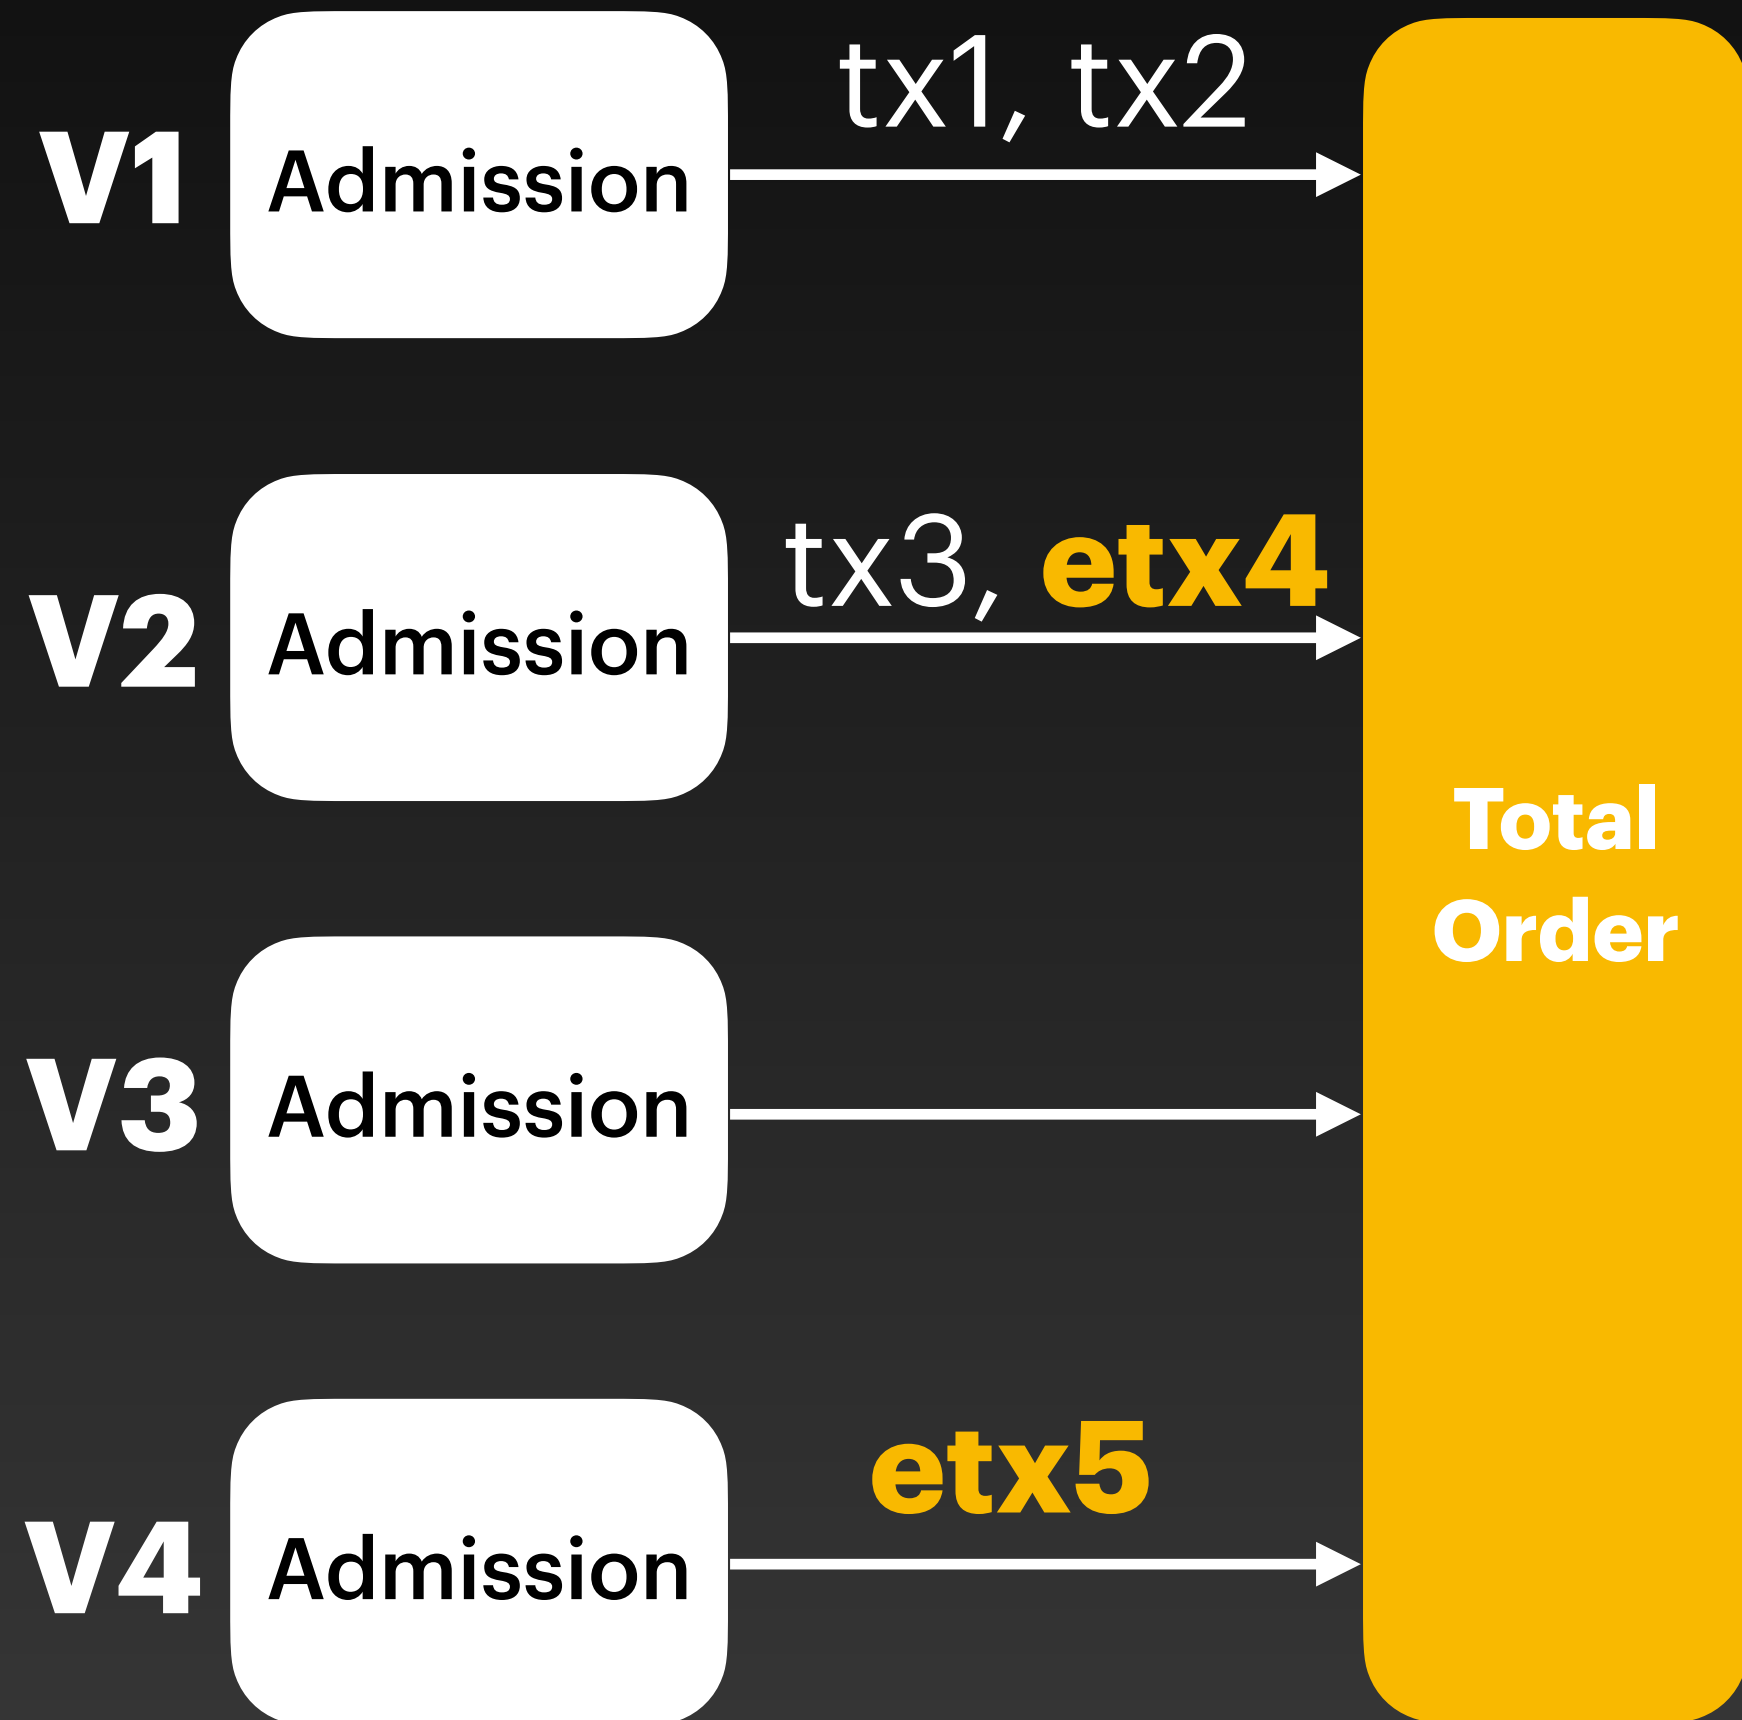 tx1, tx2
V1
Admission
tx3, etx4
V2
Admission
Total
Order
V3
Admission
etx5
V4
Admission